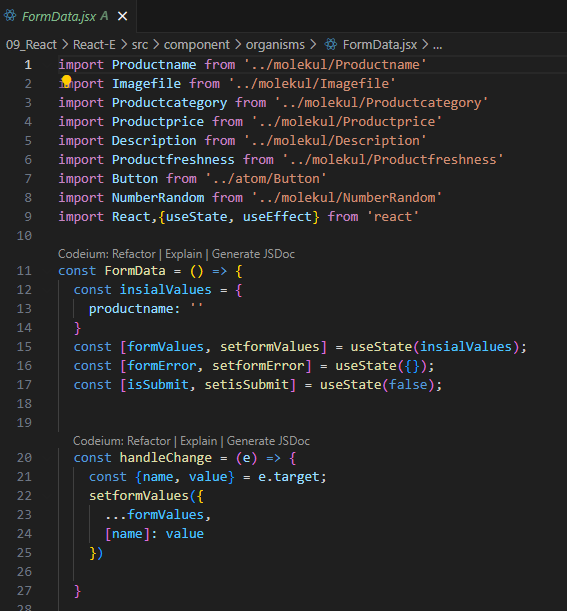 FormData.jsx A ×
09_React > React-E > src > component > organisms > FormData.jsx > ...
1 import Productname from '../molekul/Productname'
2 import Imagefile from '../molekul/Imagefile'
3 import Productcategory from '../molekul/Productcategory'
4 import Productprice from '../molekul/Productprice'
5 import Description from '../molekul/Description'
6 import Productfreshness from '../molekul/Productfreshness'
7 import Button from '../atom/Button'
8 import NumberRandom from '../molekul/NumberRandom'
9 import React,{useState, useEffect} from 'react'
10
Codeium: Refactor | Explain | Generate JSDoc
11 const FormData = () => {
12 const insialValues = {
13 productname: ''
14 }
15 const [formValues, setformValues] = useState(insialValues);
16 const [formError, setformError] = useState({});
17 const [isSubmit, setisSubmit] = useState(false);
18
19
Codeium: Refactor | Explain | Generate JSDoc
20 const handleChange = (e) => {
21 const {name, value} = e.target;
22 setformValues({
23 ...formValues,
24 [name]: value
25 })
26
27 }
28